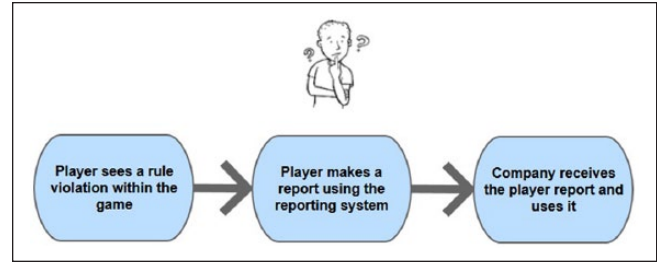 ? ?
Player sees a rule
violation within the
game
Player makes a
report using the
reporting system
Company receives
the player report and
uses it